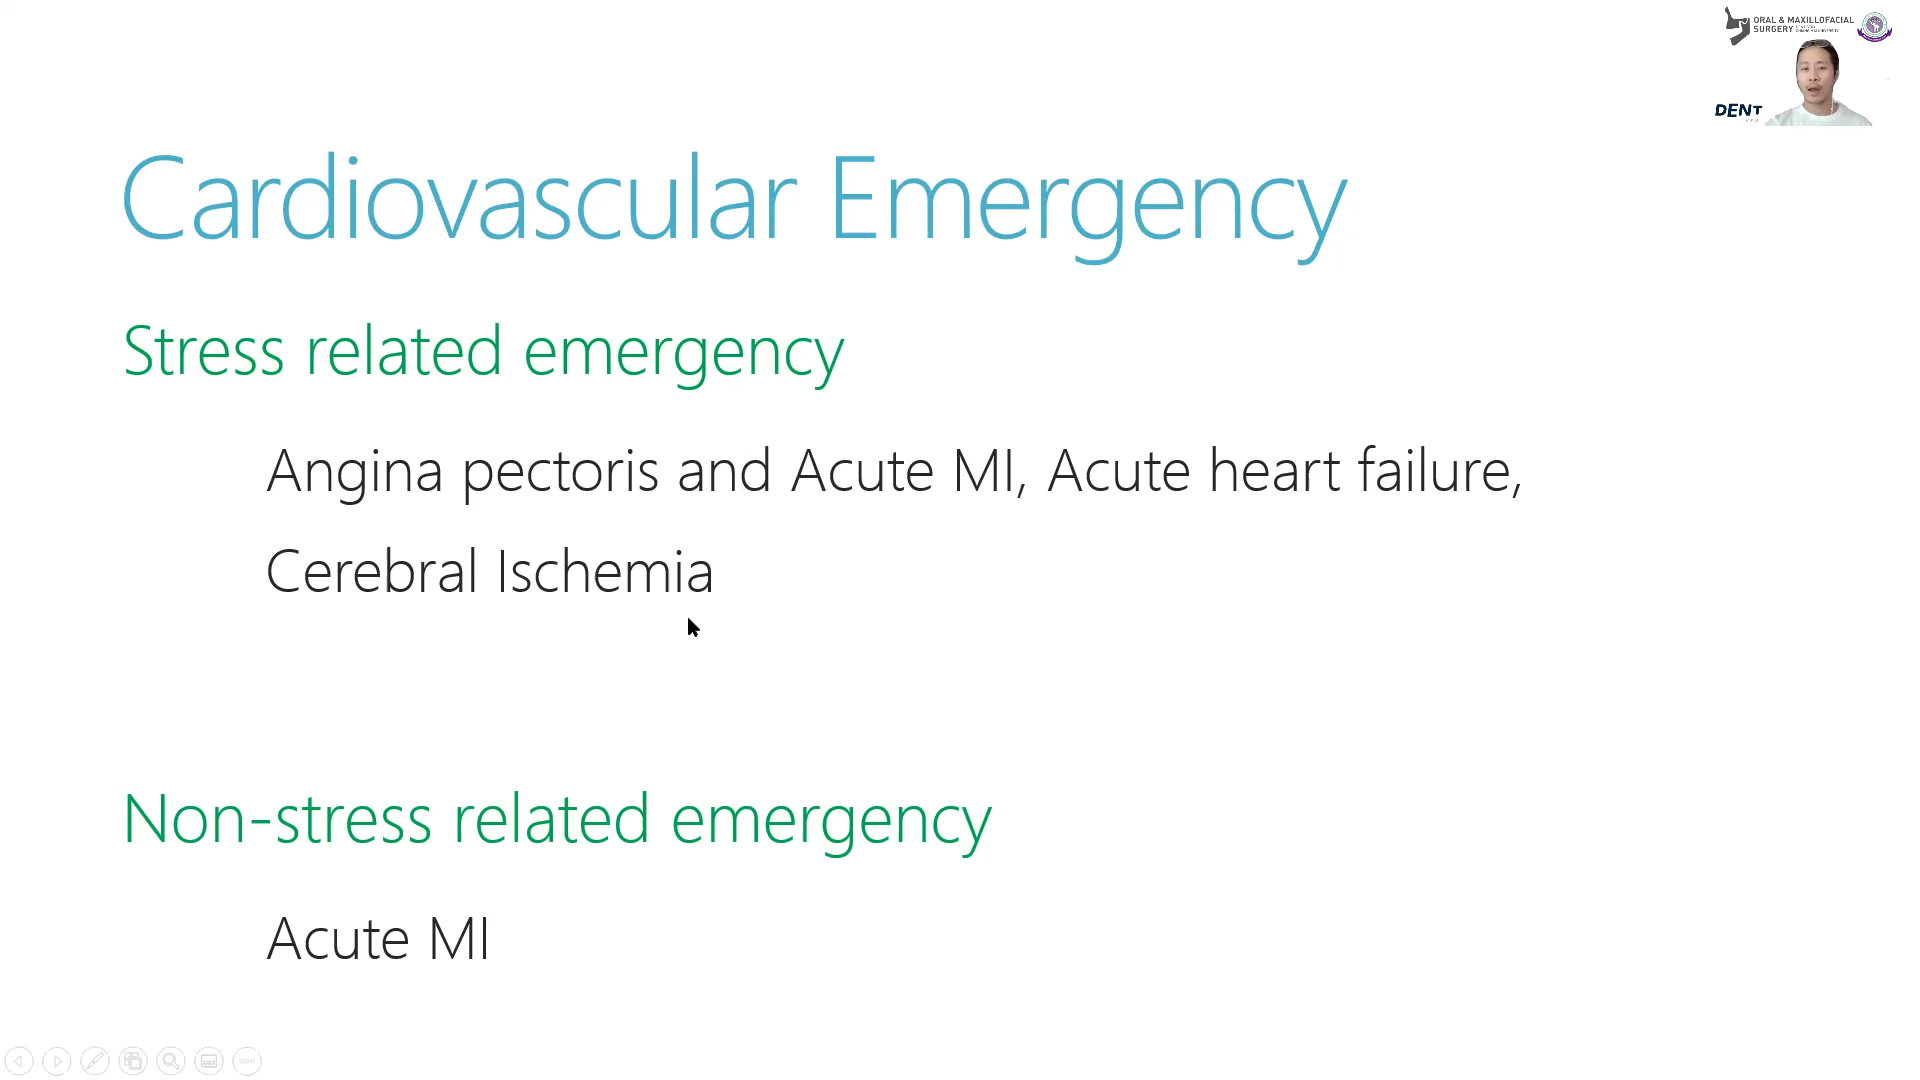 ORAL & MAXILLOFACIAL
SURGERY
DENT
Cardiovascular Emergency
Stress related emergency
Angina pectoris and Acute MI, Acute heart failure,
Cerebral Ischemia
Non-stress related emergency
Acute MI